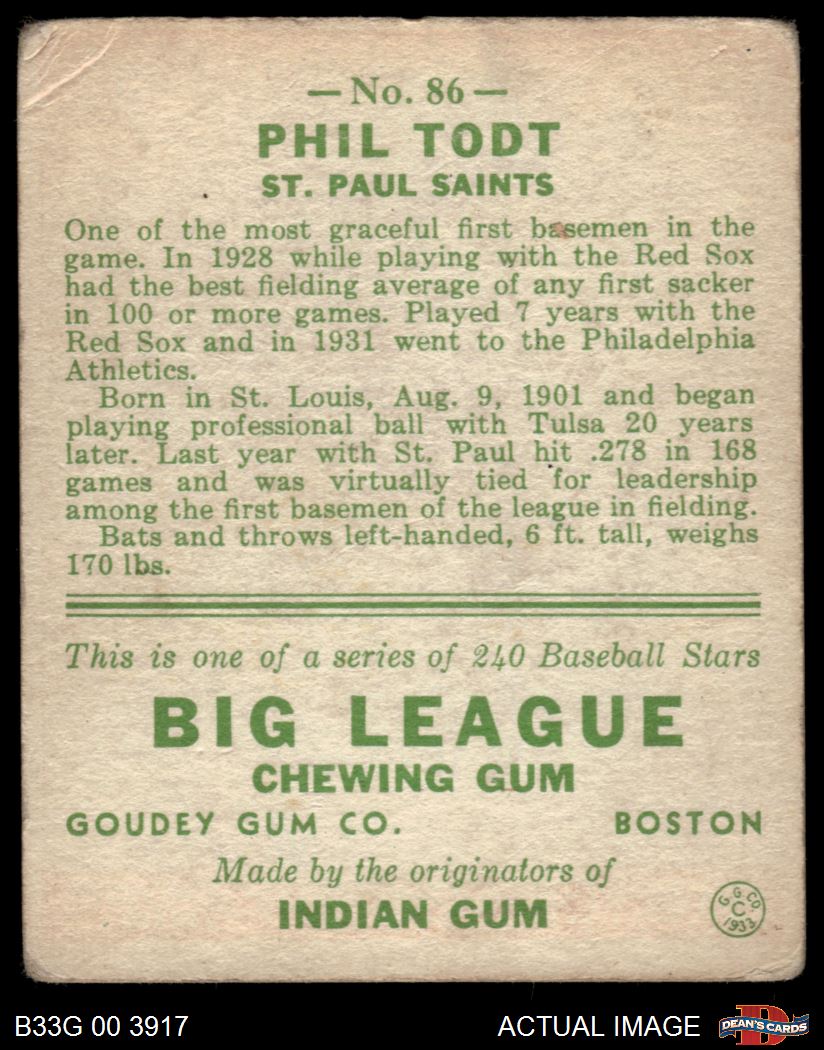 — No. 86 —
PHIL TODT
ST. PAUL SAINTS
One of the most graceful first basemen in the
game. In 1928 while playing with the Red Sox
had the best fielding average of any first sacker
in 100 or more games. Played 7 years with the
Red Sox and in 1931 went to the Philadelphia
Athletics.
Born in St. Louis, Aug. 9, 1901 and began
playing professional ball with Tulsa 20 years
later. Last year with St. Paul hit .278 in 168
games and was virtually tied for leadership
among the first basemen of the league in fielding.
Bats and throws left-handed, 6 ft. tall, weighs
170 lbs.
This is one of a series of 240 Baseball Stars
BIG LEAGUE
CHEWING GUM
GOUDEY GUM CO. BOSTON
Made by the originators of
INDIAN GUM
G. G. CO.
C
1933
B33G 00 3917 ACTUAL IMAGE
D
DEAN'S CARDS